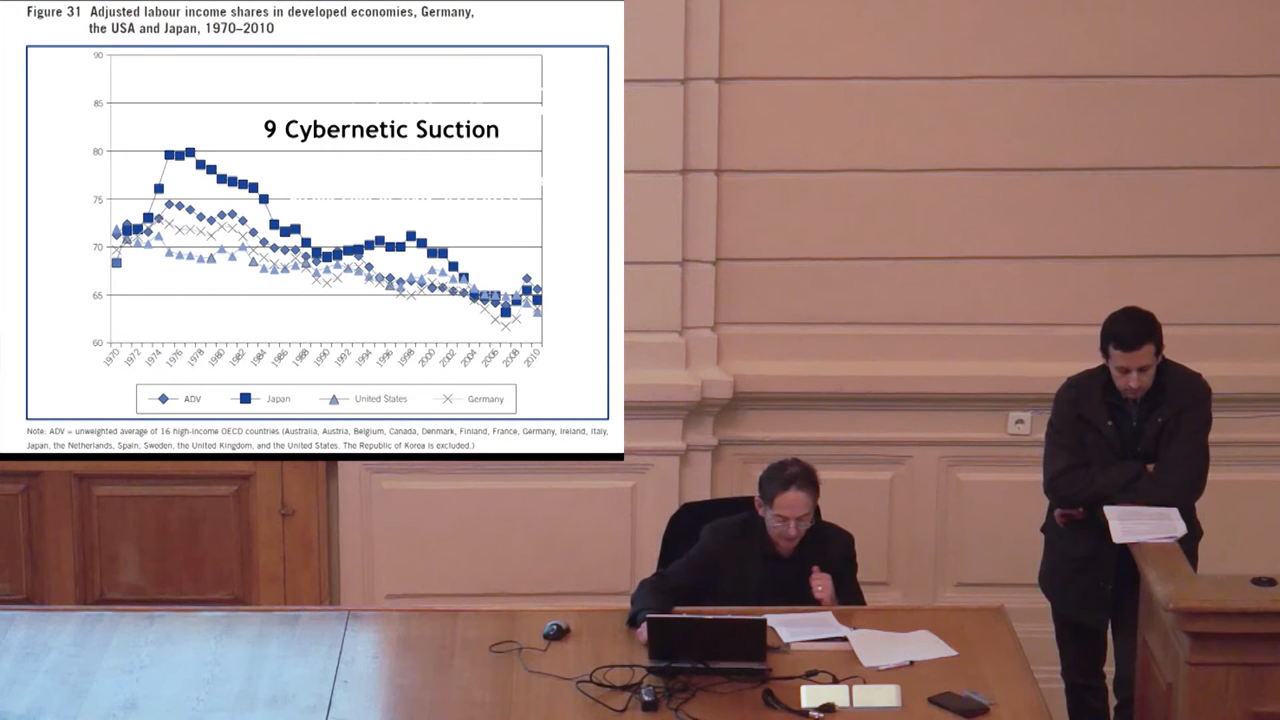 Figure 31 Adjusted labour income shares in developed economies, Germany,
the USA and Japan, 1970–2010
90
85
9 Cybernetic Suction
80
75
70
65
60
1970 1972 1974 1976 1978 1980 1982 1984 1986 1988 1990 1992 1994 1996 1998 2000 2002 2004 2006 2008 2010
ADV Japan United States Germany
Note: ADV = unweighted average of 16 high-income OECD countries (Australia, Austria, Belgium, Canada, Denmark, Finland, France, Germany, Ireland, Italy,
Japan, the Netherlands, Spain, Sweden, the United Kingdom, and the United States. The Republic of Korea is excluded.)